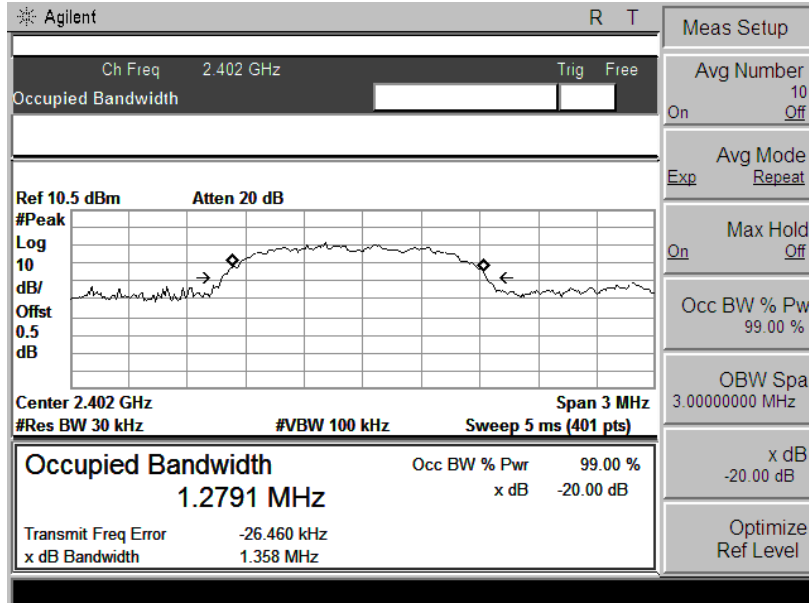 Agilent R T
Ch Freq 2.402 GHz Trig Free
Occupied Bandwidth
Ref 10.5 dBm Atten 20 dB
#Peak
Log
10
dB/
Offst
0.5
dB
Center 2.402 GHz Span 3 MHz
#Res BW 30 kHz #VBW 100 kHz Sweep 5 ms (401 pts)
Occupied Bandwidth Occ BW % Pwr 99.00 %
1.2791 MHz x dB -20.00 dB
Transmit Freq Error -26.460 kHz
x dB Bandwidth 1.358 MHz
Meas Setup
Avg Number
10
On Off
Avg Mode
Exp Repeat
Max Hold
On Off
Occ BW % Pw
99.00 %
OBW Spa
3.00000000 MHz
x dB
-20.00 dB
Optimize
Ref Level